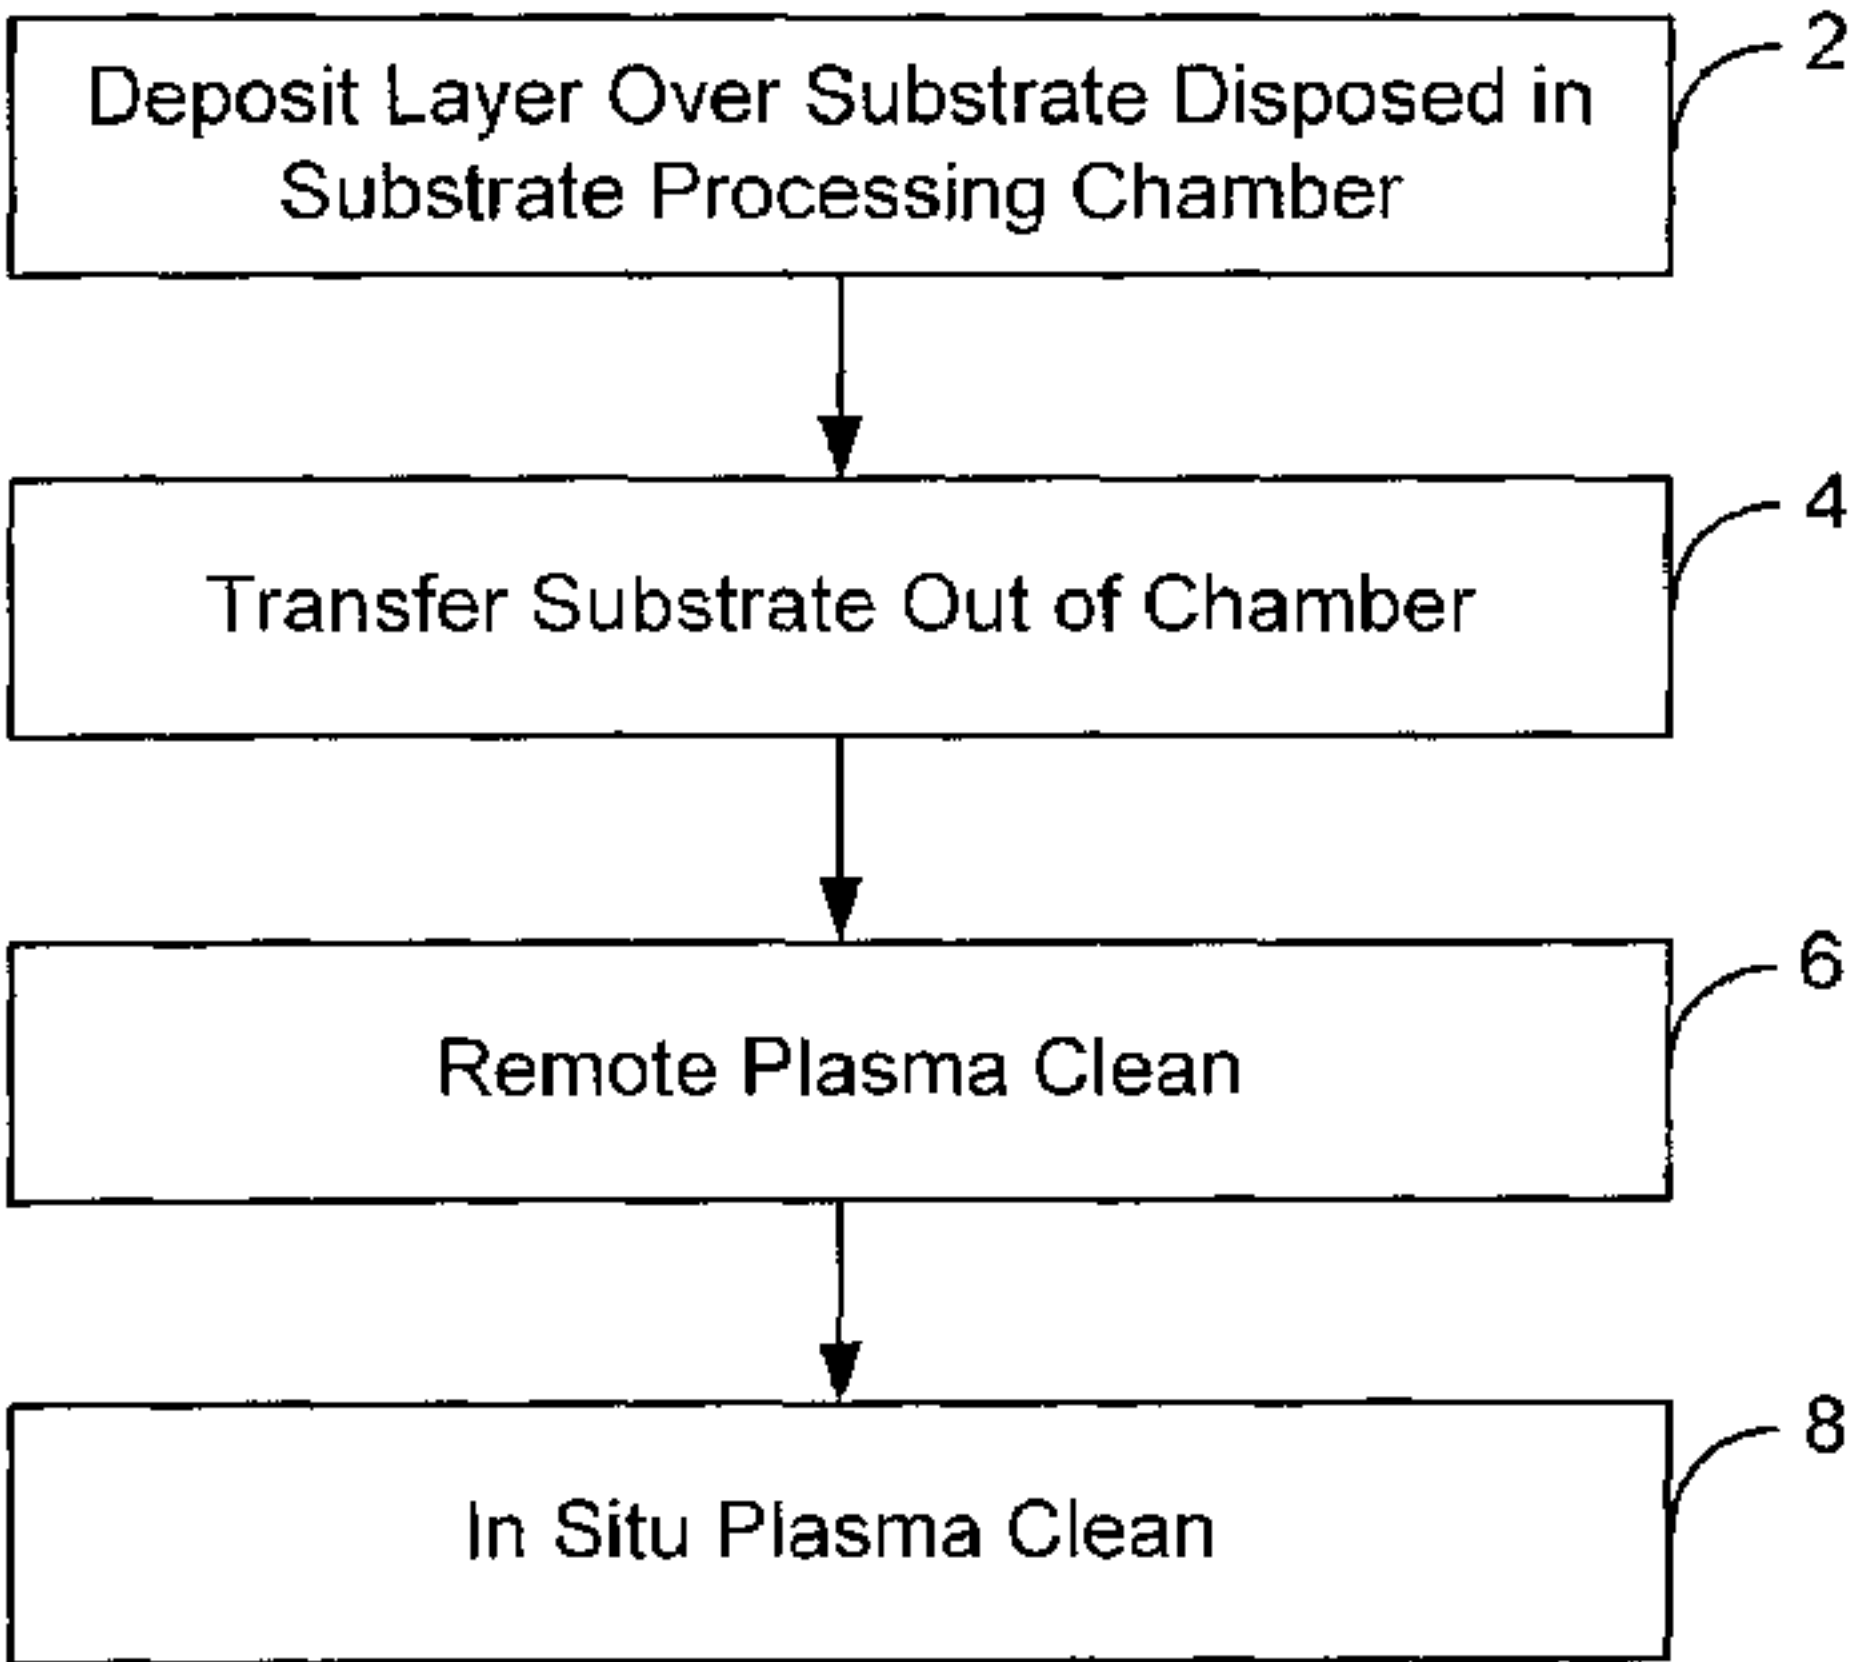 Deposit Layer Over Substrate Disposed in
Substrate Processing Chamber
2
Transfer Substrate Out of Chamber
4
Remote Plasma Clean
6
In Situ Plasma Clean
8